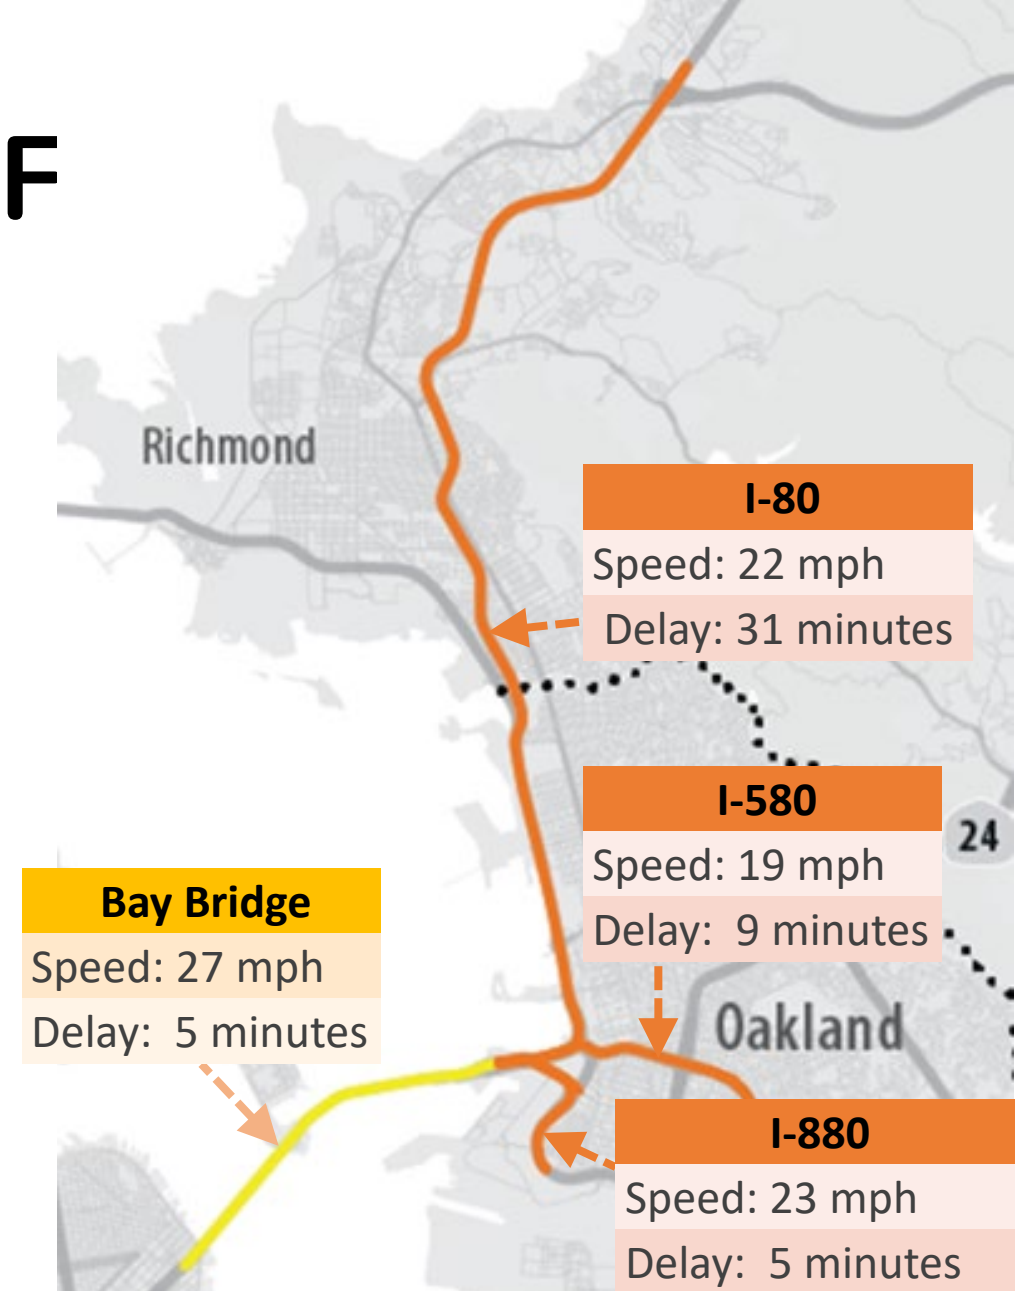 F
Richmond
I-80
Speed: 22 mph
Delay: 31 minutes
I-580
Speed: 19 mph
Delay: 9 minutes
24
Bay Bridge
Speed: 27 mph
Delay: 5 minutes
Oakland
I-880
Speed: 23 mph
Delay: 5 minutes